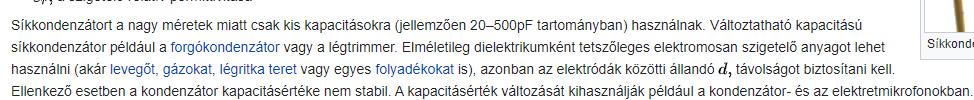 Síkkondenzátort a nagy méretek miatt csak kis kapacitásokra (jellemzően 20–500pF tartományban) használnak. Változtatható kapacitású
síkkondenzátor például a forgókondenzátor vagy a légtrimmer. Elméletileg dielektrikumként tetszőleges elektromosan szigetelő anyagot lehet
használni (akár levegőt, gázokat, légritka teret vagy egyes folyadékokat is), azonban az elektródák közötti állandó d, távolságot biztosítani kell.
Ellenkező esetben a kondenzátor kapacitásértéke nem stabil. A kapacitásérték változását kihasználják például a kondenzátor- és az elektretmikrofonokban.
Síkkonde